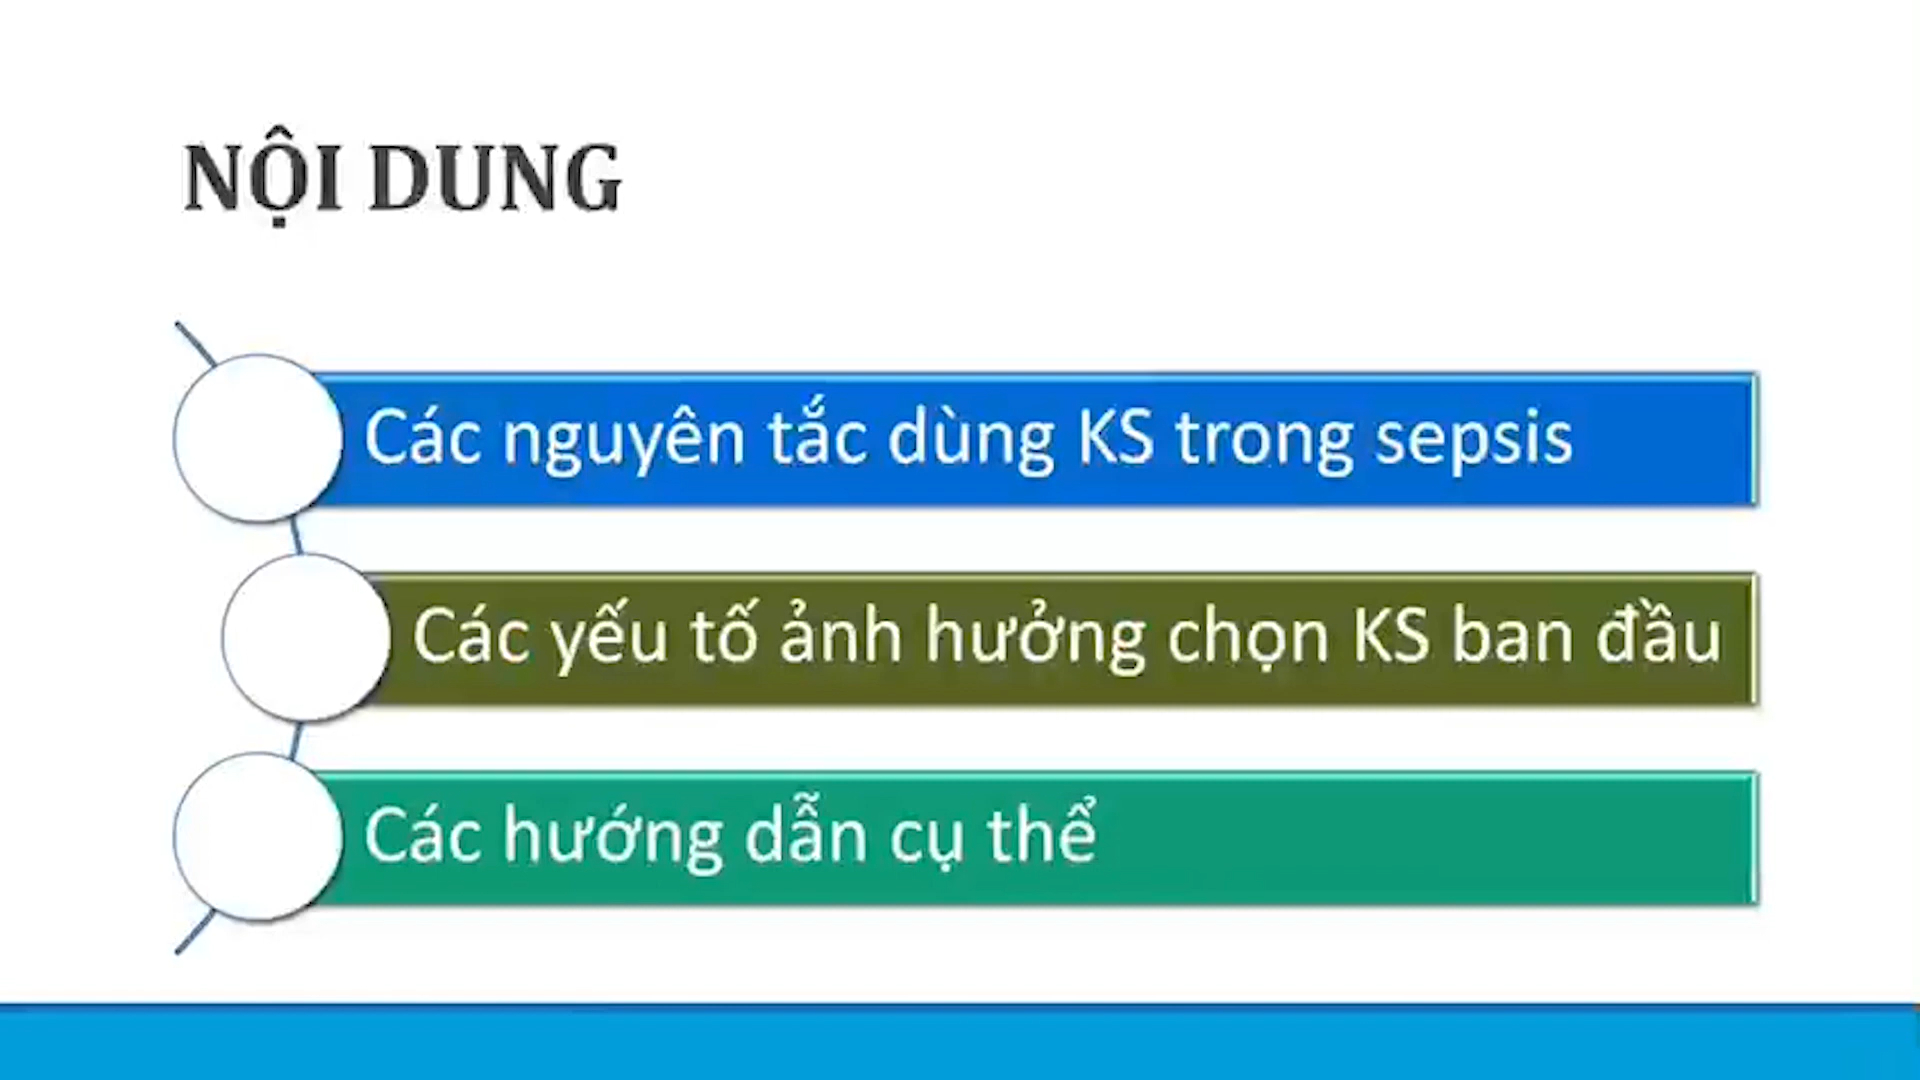 NỘI DUNG
Các nguyên tắc dùng KS trong sepsis
Các yếu tố ảnh hưởng chọn KS ban đầu
Các hướng dẫn cụ thể